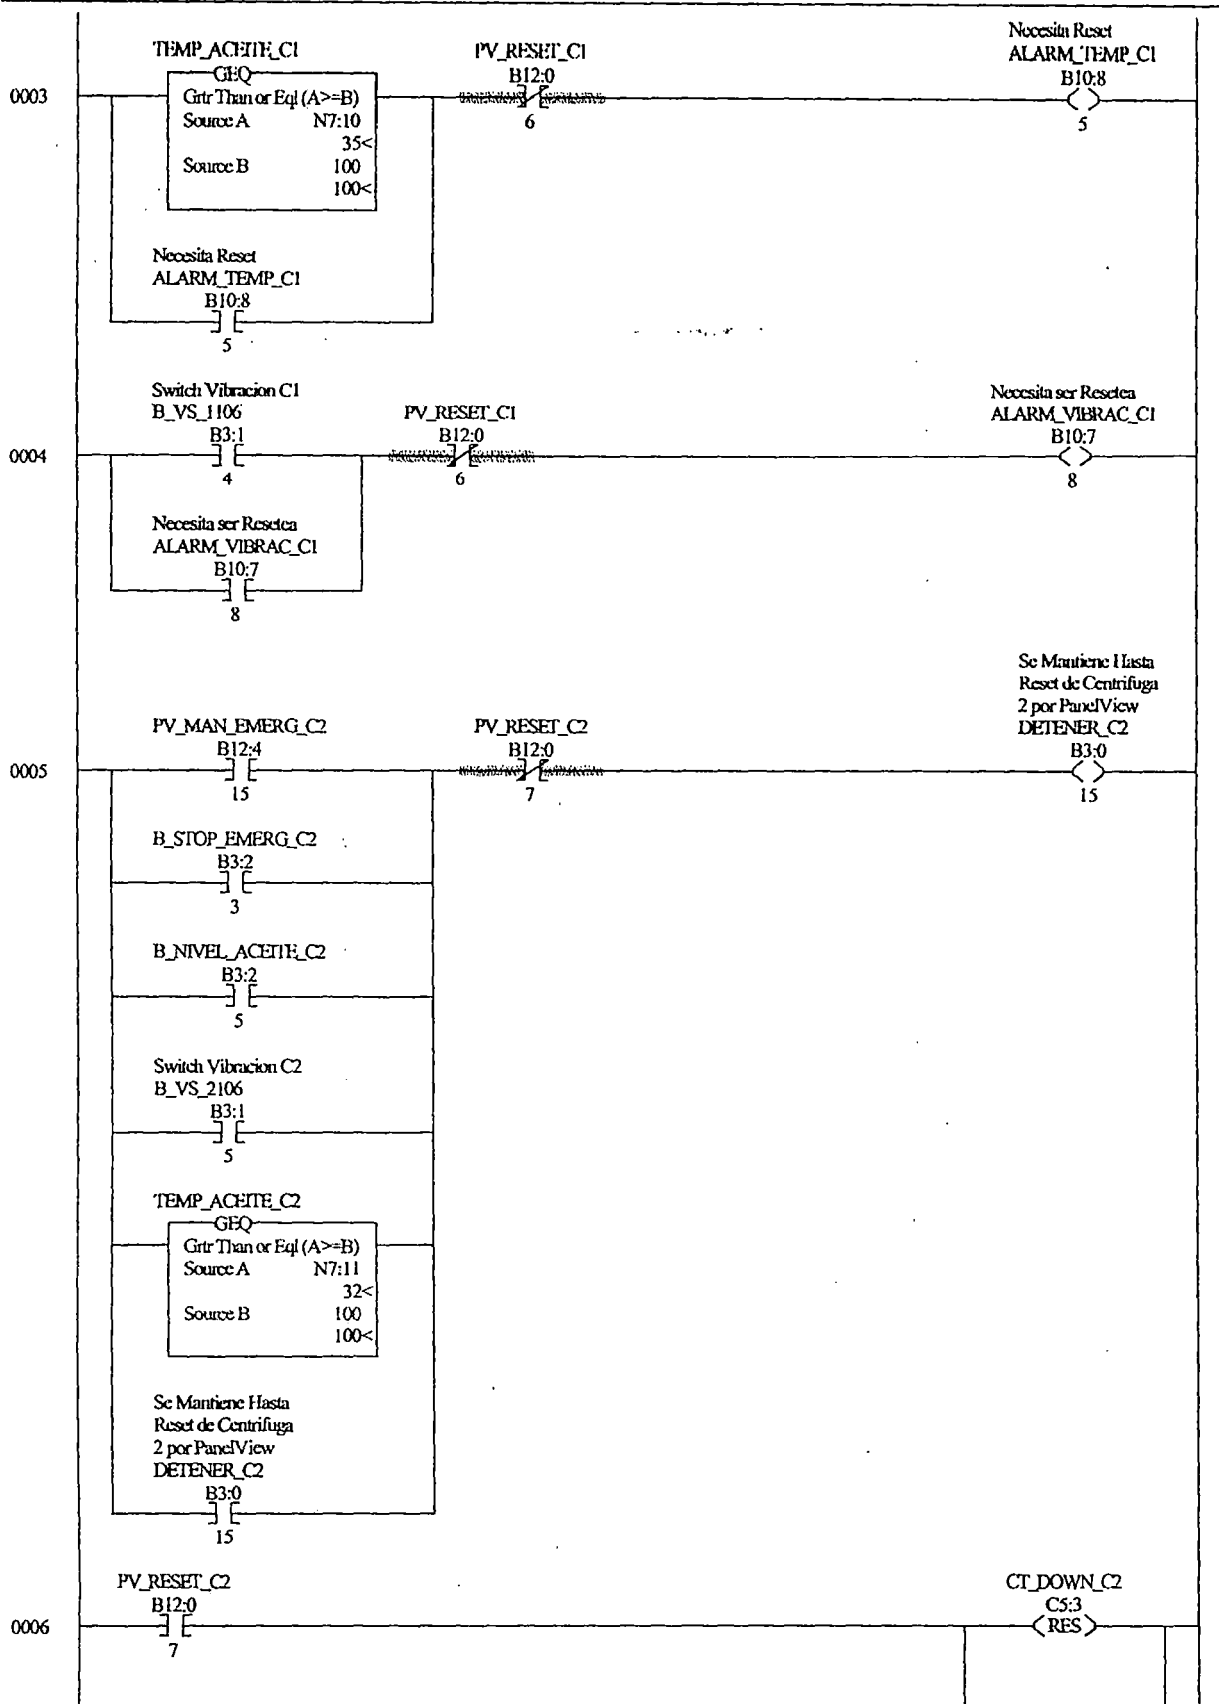 TEMP_ACEITE_C1
GEQ
Grtr Than or Eql (A>=B)
Source A N7:10
35<
Source B 100
100<
PV_RESET_C1
B12:0
6
Necesita Reset
ALARM_TEMP_C1
B10:8
5
0003
Necesita Reset
ALARM_TEMP_C1
B10:8
5
Switch Vibracion C1
B_VS_1106
B3:1
4
PV_RESET_C1
B12:0
6
Necesita ser Resetea
ALARM_VIBRAC_C1
B10:7
8
0004
Necesita ser Resetea
ALARM_VIBRAC_C1
B10:7
8
Se Mantiene Hasta
Reset de Centrifuga
2 por PanelView
DETENER_C2
B3:0
15
PV_MAN_EMERG_C2
B12:4
15
PV_RESET_C2
B12:0
7
0005
B_STOP_EMERG_C2
B3:2
3
B_NIVEL_ACEITE_C2
B3:2
5
Switch Vibracion C2
B_VS_2106
B3:1
5
TEMP_ACEITE_C2
GEQ
Grtr Than or Eql (A>=B)
Source A N7:11
32<
Source B 100
100<
Se Mantiene Hasta
Reset de Centrifuga
2 por PanelView
DETENER_C2
B3:0
15
PV_RESET_C2
B12:0
7
CT_DOWN_C2
C5:3
RES
0006